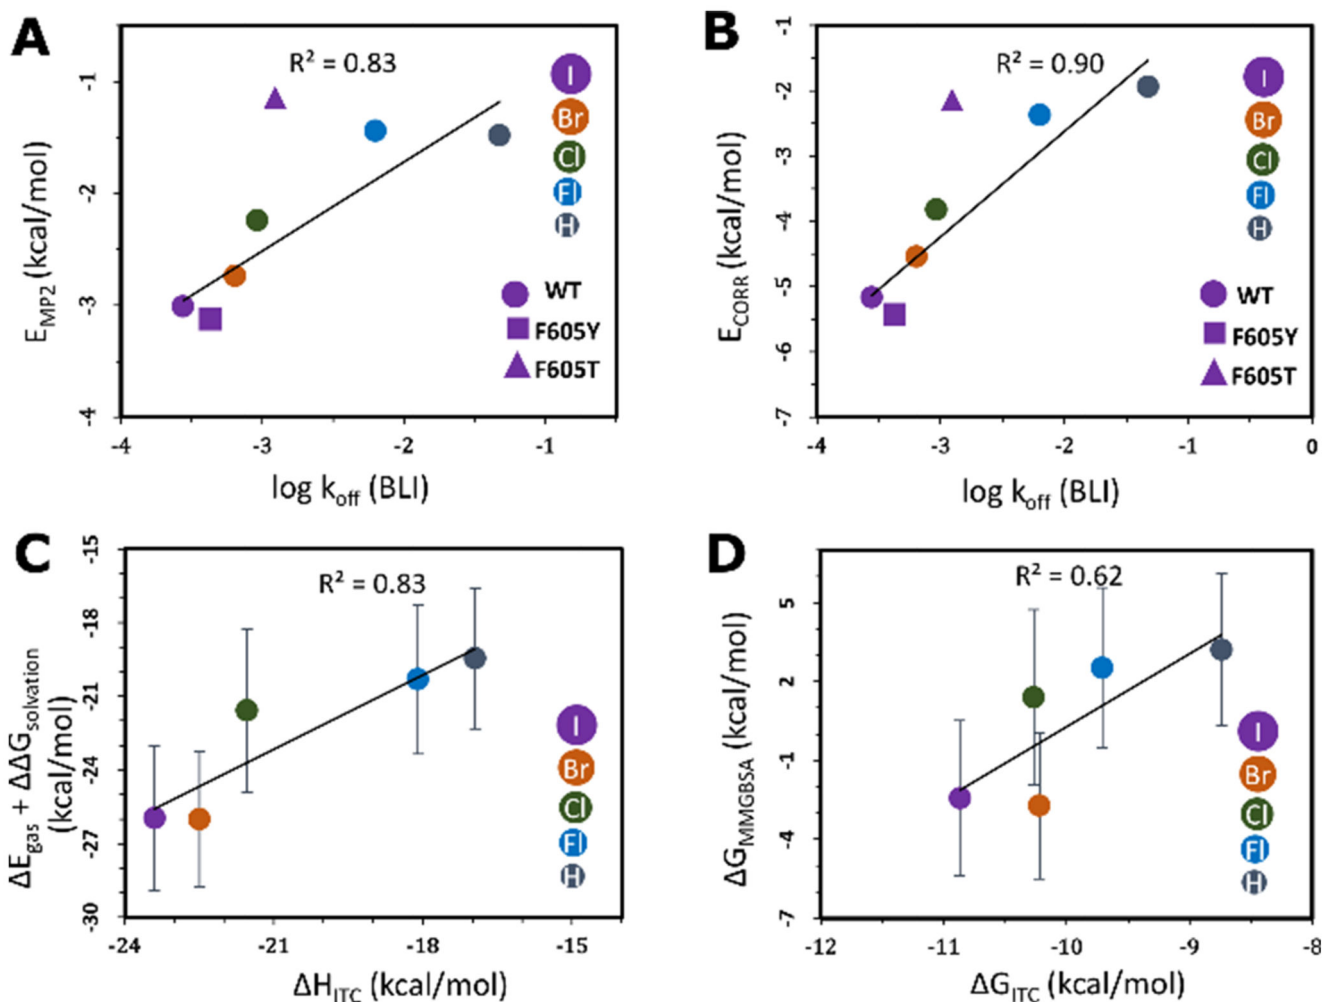 A
R² = 0.83
E_MP2 (kcal/mol)
-1
-2
-3
-4
I
Br
Cl
Fl
H
WT
F605Y
F605T
-4 -3 -2 -1
log k_off (BLI)
B
R² = 0.90
E_CORR (kcal/mol)
-1
-2
-3
-4
-5
-6
-7
I
Br
Cl
Fl
H
WT
F605Y
F605T
-4 -3 -2 -1 0
log k_off (BLI)
C
R² = 0.83
ΔE_gas + ΔΔG_solvation
(kcal/mol)
-15
-18
-21
-24
-27
-30
I
Br
Cl
Fl
H
-24 -21 -18 -15
ΔH_ITC (kcal/mol)
D
R² = 0.62
ΔG_MMGBSA (kcal/mol)
5
2
-1
-4
-7
I
Br
Cl
Fl
H
-12 -11 -10 -9 -8
ΔG_ITC (kcal/mol)